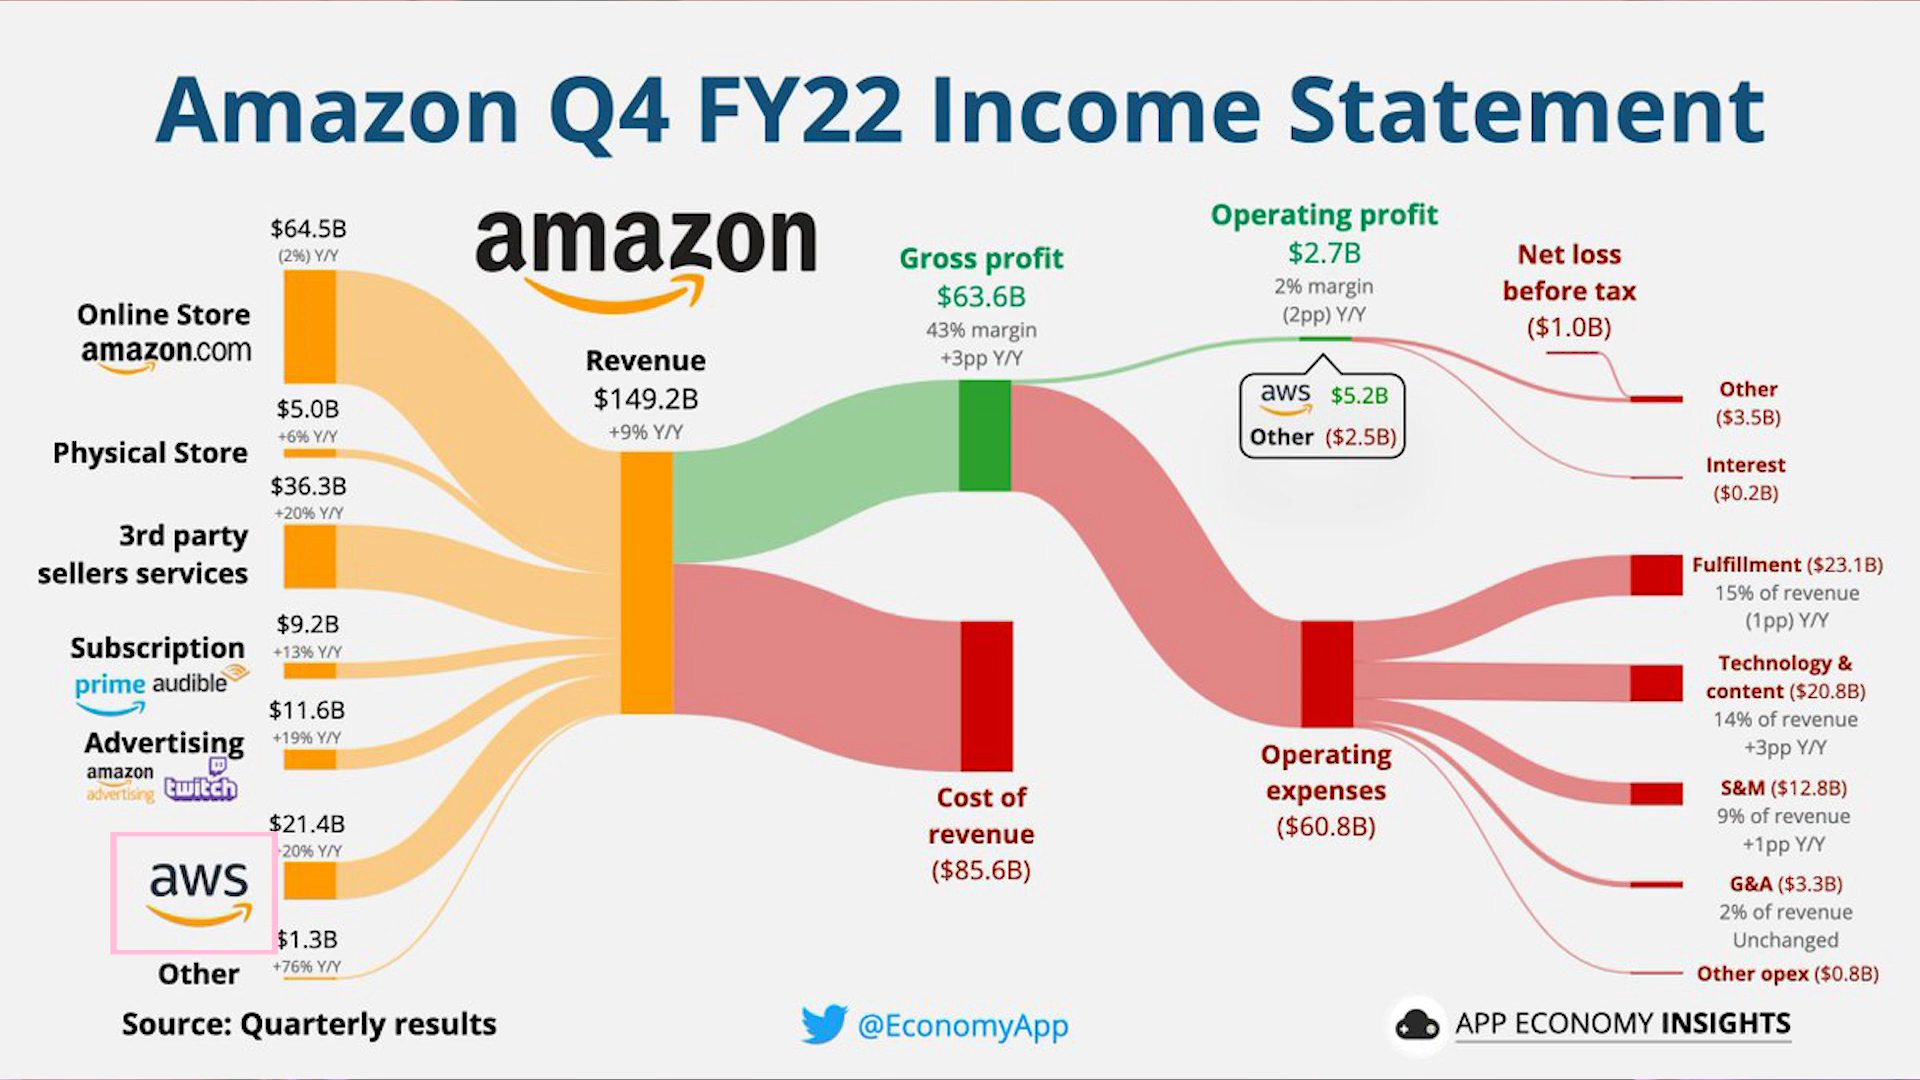 Amazon Q4 FY22 Income Statement
amazon
$64.5B
(2%) Y/Y
Online Store
amazon.com
$5.0B
+6% Y/Y
Physical Store
$36.3B
+20% Y/Y
3rd party
sellers services
$9.2B
+13% Y/Y
Subscription
prime audible
$11.6B
+19% Y/Y
Advertising
amazon
advertising
twitch
$21.4B
+20% Y/Y
aws
$1.3B
+76% Y/Y
Other
Revenue
$149.2B
+9% Y/Y
Gross profit
$63.6B
43% margin
+3pp Y/Y
Cost of
revenue
($85.6B)
Operating profit
$2.7B
2% margin
(2pp) Y/Y
aws $5.2B
Other ($2.5B)
Net loss
before tax
($1.0B)
Other
($3.5B)
Interest
($0.2B)
Operating
expenses
($60.8B)
Fulfillment ($23.1B)
15% of revenue
(1pp) Y/Y
Technology &
content ($20.8B)
14% of revenue
+3pp Y/Y
S&M ($12.8B)
9% of revenue
+1pp Y/Y
G&A ($3.3B)
2% of revenue
Unchanged
Other opex ($0.8B)
Source: Quarterly results
@EconomyApp
APP ECONOMY INSIGHTS